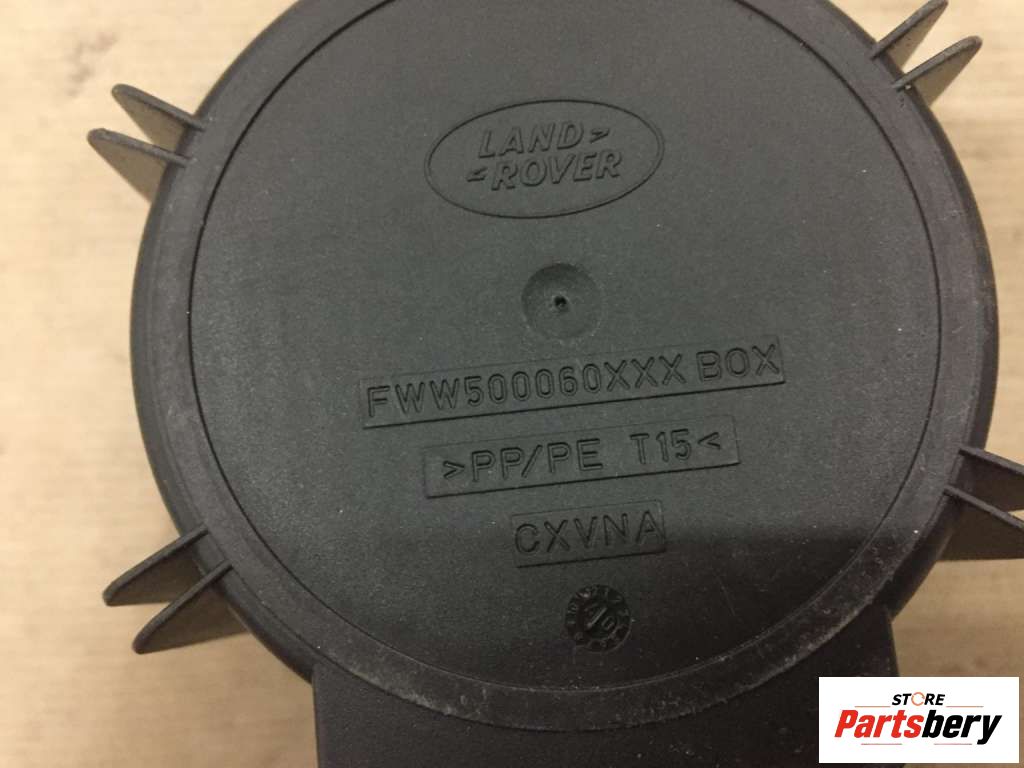 LAND
ROVER
FWW500060XXX BOX
>PP/PE T15<
CXVNA
STORE
Partsbery